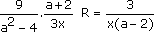 9/(a² − 4) · (a + 2)/3x  R = 3/(x(a − 2))